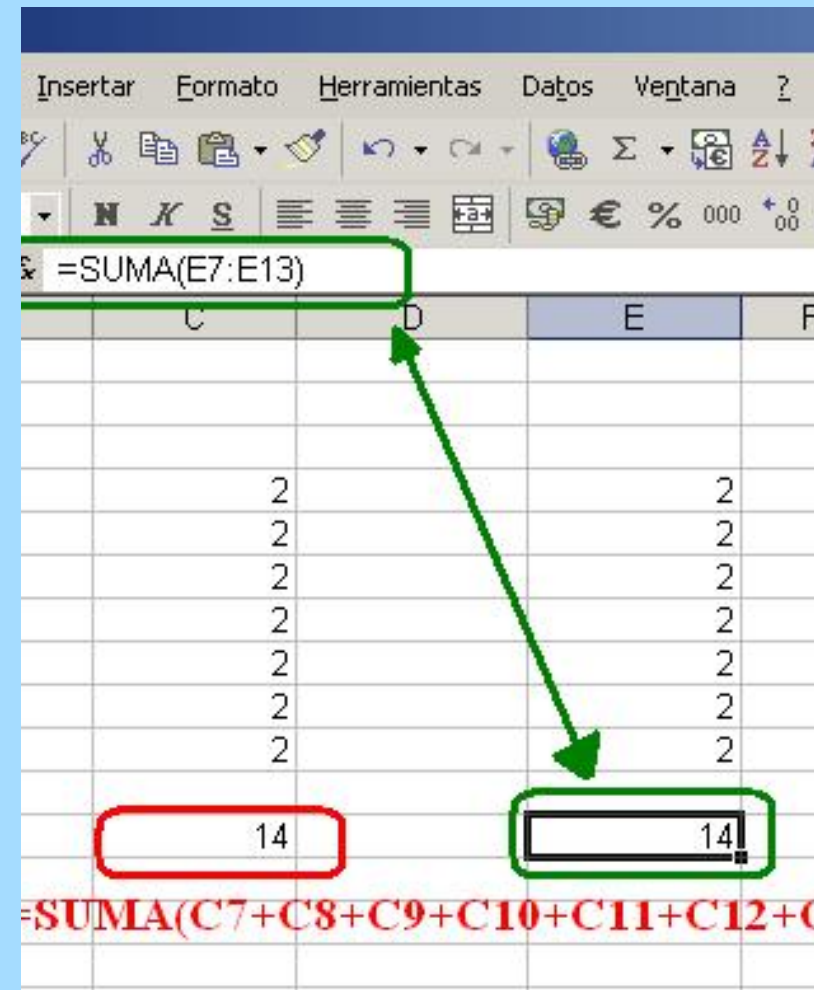 Insertar Formato Herramientas Datos Ventana ?
N K S € % 000
=SUMA(E7:E13)
C D E F
2 2
2 2
2 2
2 2
2 2
2 2
2 2
14 14
=SUMA(C7+C8+C9+C10+C11+C12+C